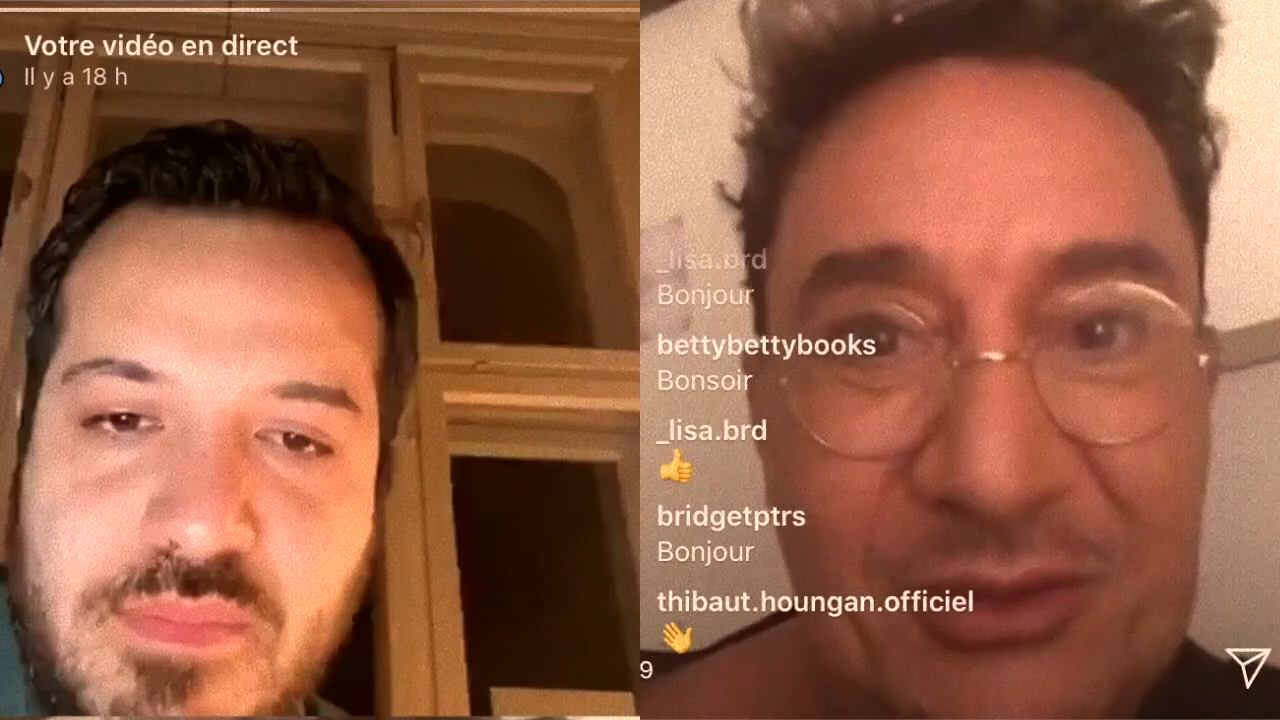 Votre vidéo en direct
Il y a 18 h
_lisa.brd
Bonjour
bettybettybooks
Bonsoir
_lisa.brd
👍
bridgetptrs
Bonjour
thibaut.houngan.officiel
👋
9